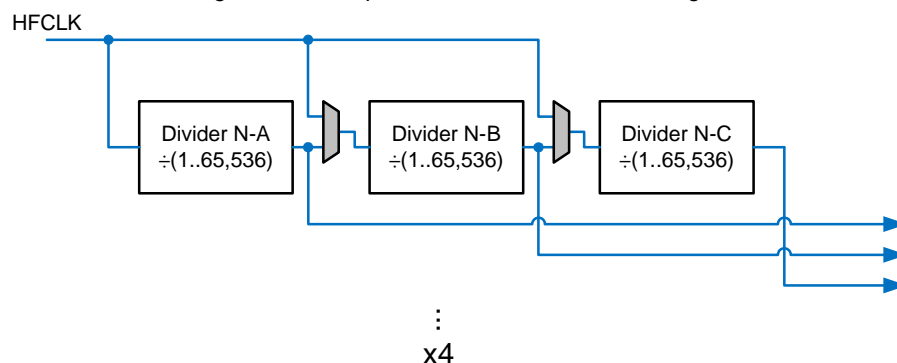 HFCLK
Divider N-A
÷(1..65,536)
Divider N-B
÷(1..65,536)
Divider N-C
÷(1..65,536)
⋮
x4